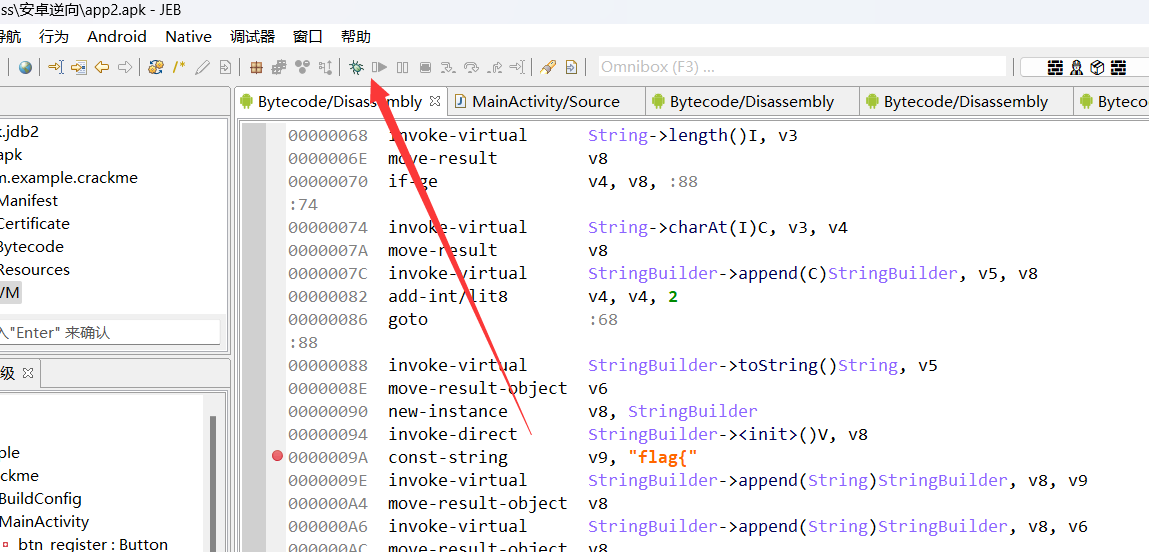 ss\安卓逆向\app2.apk - JEB
导航 行为 Android Native 调试器 窗口 帮助
Omnibox (F3) ...
Bytecode/Disassembly MainActivity/Source Bytecode/Disassembly Bytecode/Disassembly Byteco
.jdb2
apk
m.example.crackme
Manifest
Certificate
Bytecode
Resources
VM
入"Enter" 来确认
级
ple
ckme
BuildConfig
MainActivity
btn_register : Button
00000068 invoke-virtual String->length()I, v3
0000006E move-result v8
00000070 if-ge v4, v8, :88
:74
00000074 invoke-virtual String->charAt(I)C, v3, v4
0000007A move-result v8
0000007C invoke-virtual StringBuilder->append(C)StringBuilder, v5, v8
00000082 add-int/lit8 v4, v4, 2
00000086 goto :68
:88
00000088 invoke-virtual StringBuilder->toString()String, v5
0000008E move-result-object v6
00000090 new-instance v8, StringBuilder
00000094 invoke-direct StringBuilder-><init>()V, v8
0000009A const-string v9, "flag{"
0000009E invoke-virtual StringBuilder->append(String)StringBuilder, v8, v9
000000A4 move-result-object v8
000000A6 invoke-virtual StringBuilder->append(String)StringBuilder, v8, v6
000000AC move-result-object v8